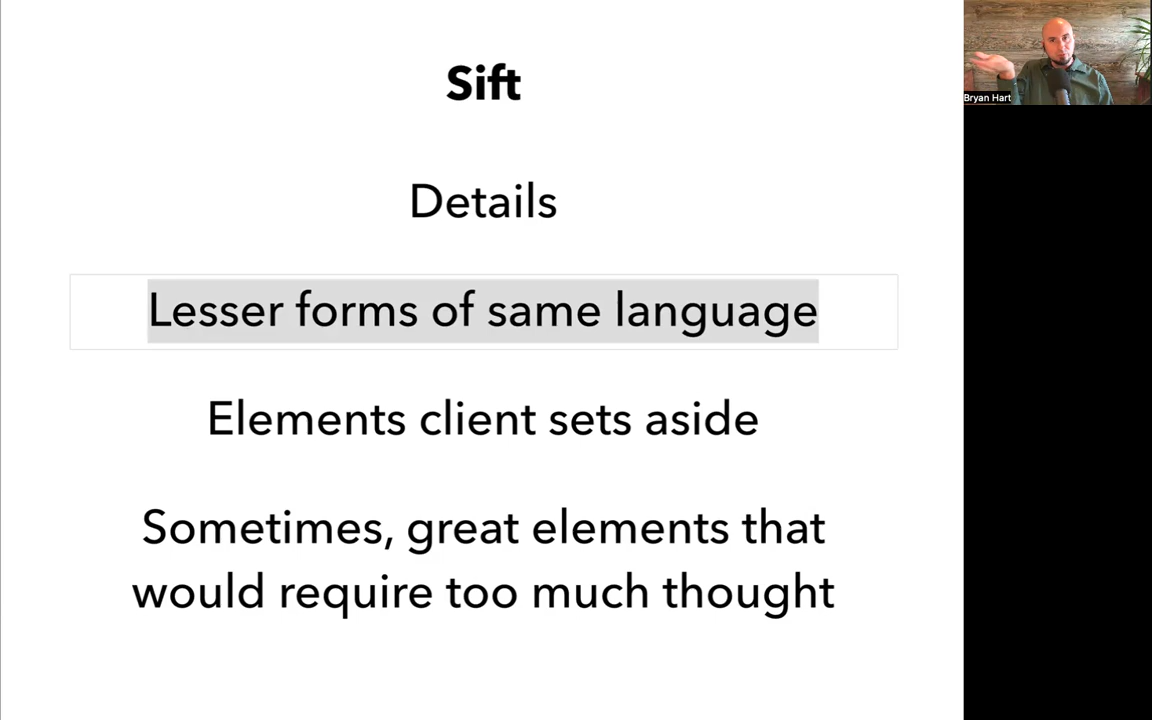 Sift
Details
Lesser forms of same language
Elements client sets aside
Sometimes, great elements that
would require too much thought
Bryan Hart